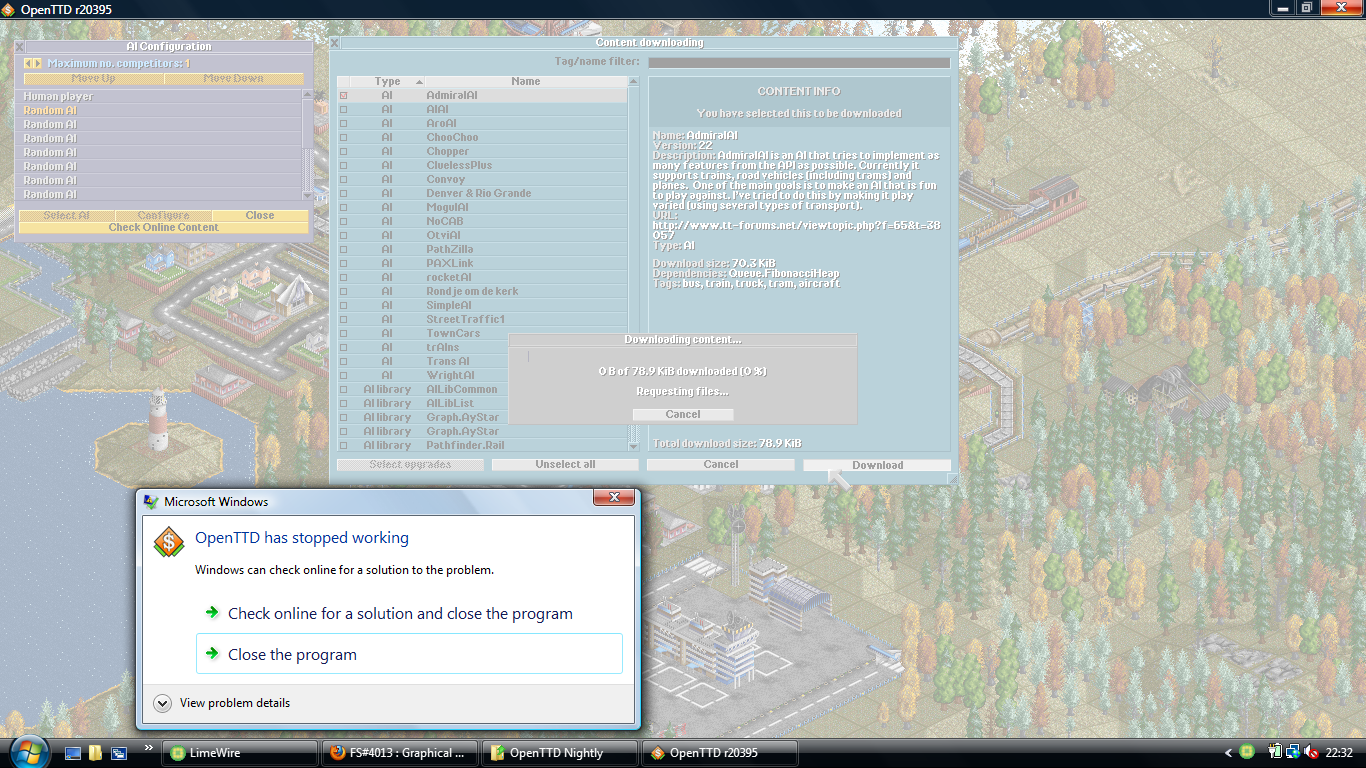 OpenTTD r20395
AI Configuration
Maximum no. competitors: 1
Move Up
Move Down
Human player
Random AI
Random AI
Random AI
Random AI
Random AI
Random AI
Random AI
Select AI
Configure
Close
Check Online Content
Content downloading
Tag/name filter:
Type
Name
AI AdmiralAI
AI AIAI
AI AroAI
AI ChooChoo
AI Chopper
AI CluelessPlus
AI Convoy
AI Denver & Rio Grande
AI MogulAI
AI NoCAB
AI OtviAI
AI PathZilla
AI PAXLink
AI rocketAI
AI Rondje om de kerk
AI SimpleAI
AI StreetTraffic1
AI TownCars
AI trAIns
AI Trans AI
AI WrightAI
AI library AILibCommon
AI library AILibList
AI library Graph.AyStar
AI library Graph.AyStar
AI library Pathfinder.Rail
Select upgrades
Unselect all
Cancel
Download
CONTENT INFO
You have selected this to be downloaded
Name: AdmiralAI
Version: 22
Description: AdmiralAI is an AI that tries to implement as
many features from the API as possible. Currently it
supports trains, road vehicles (including trams) and
planes. One of the main goals is to make an AI that is fun
to play against. I've tried to do this by making it play
varied (using several types of transport).
URL:
http://www.tt-forums.net/viewtopic.php?f=65&t=38
057
Type: AI
Download size: 70.3 KiB
Dependencies: Queue.FibonacciHeap
Tags: bus, train, truck, tram, aircraft
Total download size: 78.9 KiB
Downloading content...
0 B of 78.9 KiB downloaded (0 %)
Requesting files...
Cancel
Microsoft Windows
OpenTTD has stopped working
Windows can check online for a solution to the problem.
Check online for a solution and close the program
Close the program
View problem details
LimeWire
FS#4013 : Graphical ...
OpenTTD Nightly
OpenTTD r20395
22:32